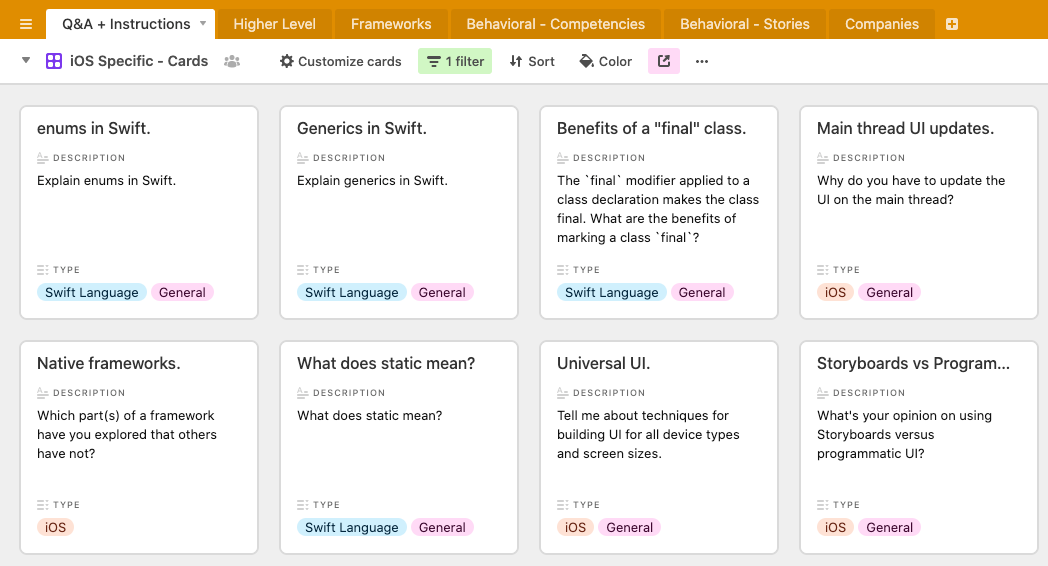 Q&A + Instructions
Higher Level
Frameworks
Behavioral - Competencies
Behavioral - Stories
Companies
iOS Specific - Cards
Customize cards
1 filter
Sort
Color
enums in Swift.
DESCRIPTION
Explain enums in Swift.
TYPE
Swift Language
General
Generics in Swift.
DESCRIPTION
Explain generics in Swift.
TYPE
Swift Language
General
Benefits of a "final" class.
DESCRIPTION
The `final` modifier applied to a
class declaration makes the class
final. What are the benefits of
marking a class `final`?
TYPE
Swift Language
General
Main thread UI updates.
DESCRIPTION
Why do you have to update the
UI on the main thread?
TYPE
iOS
General
Native frameworks.
DESCRIPTION
Which part(s) of a framework
have you explored that others
have not?
TYPE
iOS
What does static mean?
DESCRIPTION
What does static mean?
TYPE
Swift Language
General
Universal UI.
DESCRIPTION
Tell me about techniques for
building UI for all device types
and screen sizes.
TYPE
iOS
General
Storyboards vs Program...
DESCRIPTION
What's your opinion on using
Storyboards versus
programmatic UI?
TYPE
iOS
General